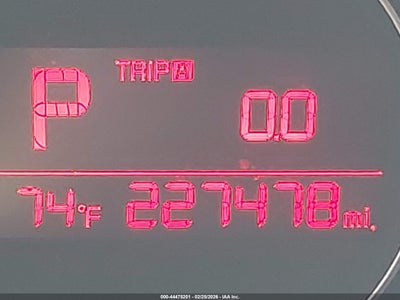 P TRIP A 0.0
74°F 227478 mi.
000-44475201 - 02/20/2026 - IAA Inc.